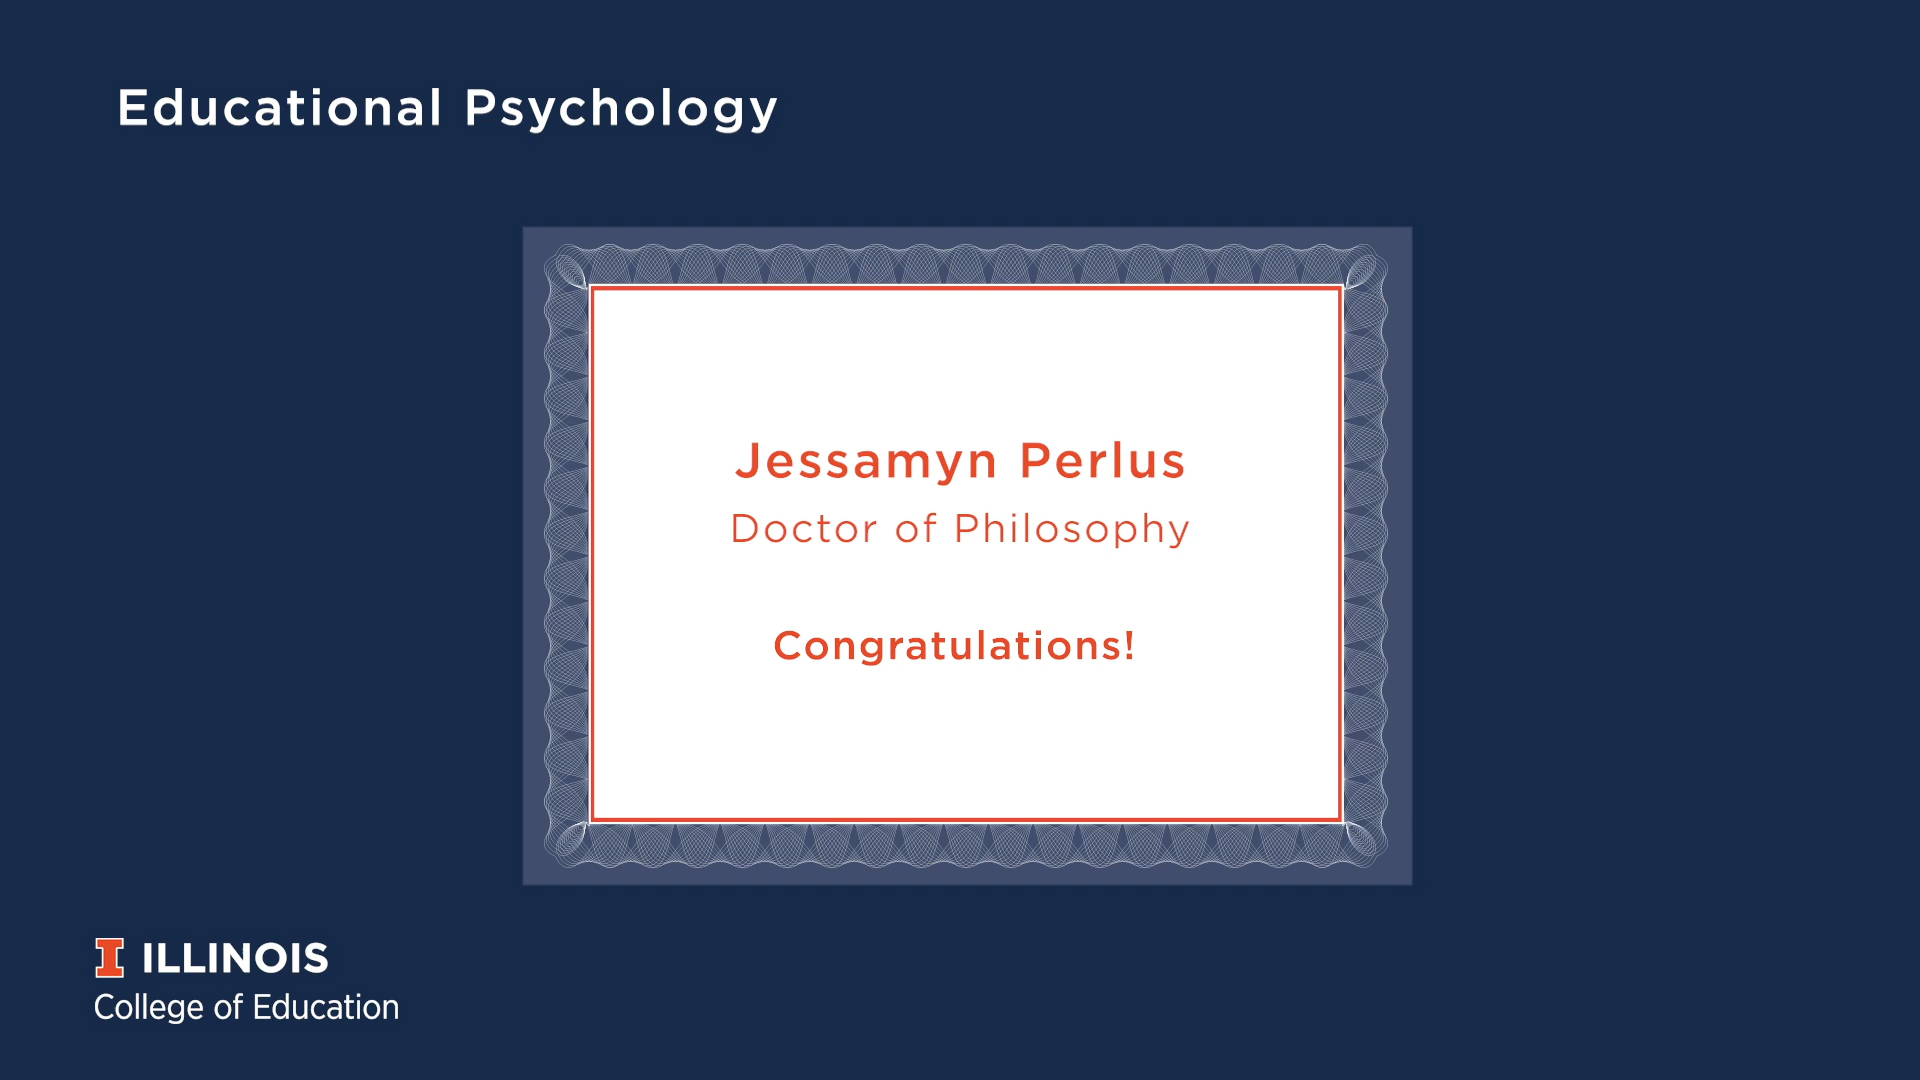 Educational Psychology
Jessamyn Perlus
Doctor of Philosophy
Congratulations!
I ILLINOIS
College of Education